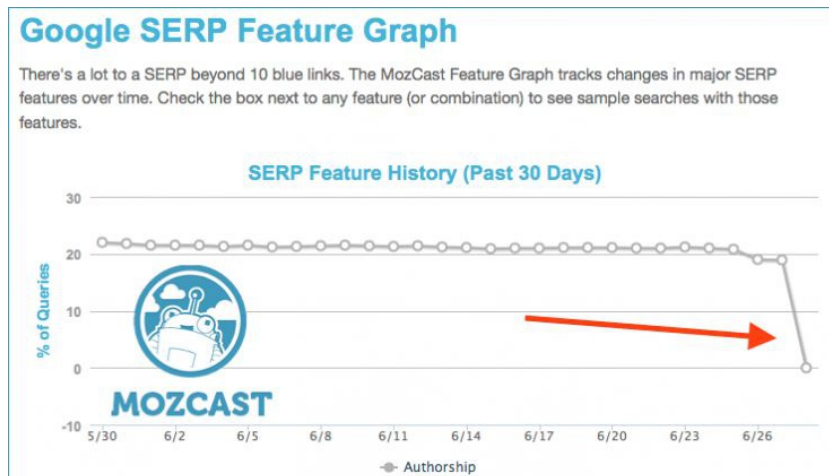 Google SERP Feature Graph
There's a lot to a SERP beyond 10 blue links. The MozCast Feature Graph tracks changes in major SERP
features over time. Check the box next to any feature (or combination) to see sample searches with those
features.
SERP Feature History (Past 30 Days)
30
20
10
0
-10
% of Queries
MOZCAST
5/30 6/2 6/5 6/8 6/11 6/14 6/17 6/20 6/23 6/26
Authorship